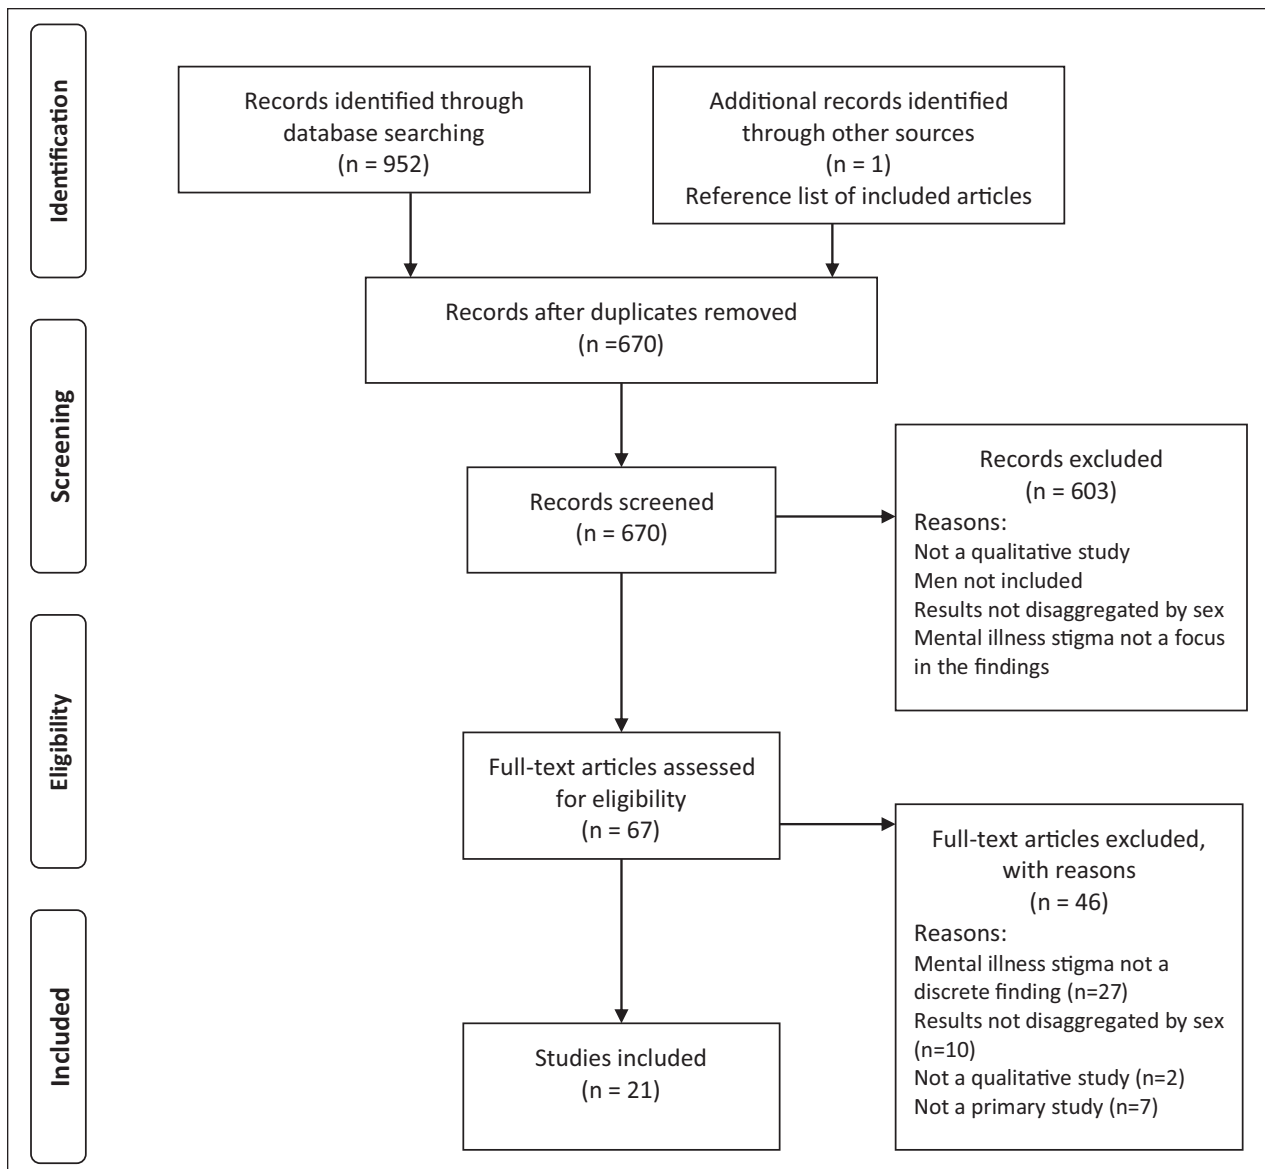 Identification
Records identified through
database searching
(n = 952)
Additional records identified
through other sources
(n = 1)
Reference list of included articles
Records after duplicates removed
(n =670)
Screening
Records screened
(n = 670)
Records excluded
(n = 603)
Reasons:
Not a qualitative study
Men not included
Results not disaggregated by sex
Mental illness stigma not a focus
in the findings
Eligibility
Full-text articles assessed
for eligibility
(n = 67)
Full-text articles excluded,
with reasons
(n = 46)
Reasons:
Mental illness stigma not a
discrete finding (n=27)
Results not disaggregated by sex
(n=10)
Not a qualitative study (n=2)
Not a primary study (n=7)
Included
Studies included
(n = 21)